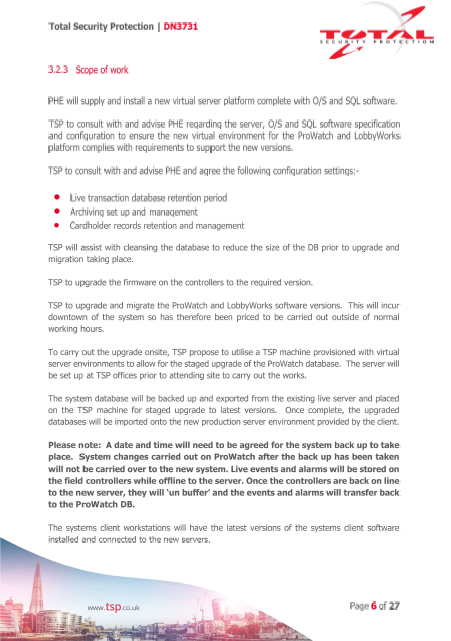 Total Security Protection | DN3731
TOTAL
SECURITY PROTECTION
3.2.3 Scope of work
PHE will supply and install a new virtual server platform complete with O/S and SQL software.
TSP to consult with and advise PHE regarding the server, O/S and SQL software specification
and configuration to ensure the new virtual environment for the ProWatch and LobbyWorks
platform complies with requirements to support the new versions.
TSP to consult with and advise PHE and agree the following configuration settings:-
● Live transaction database retention period
● Archiving set up and management
● Cardholder records retention and management
TSP will assist with cleansing the database to reduce the size of the DB prior to upgrade and
migration taking place.
TSP to upgrade the firmware on the controllers to the required version.
TSP to upgrade and migrate the ProWatch and LobbyWorks software versions. This will incur
downtown of the system so has therefore been priced to be carried out outside of normal
working hours.
To carry out the upgrade onsite, TSP propose to utilise a TSP machine provisioned with virtual
server environments to allow for the staged upgrade of the ProWatch database. The server will
be set up at TSP offices prior to attending site to carry out the works.
The system database will be backed up and exported from the existing live server and placed
on the TSP machine for staged upgrade to latest versions. Once complete, the upgraded
databases will be imported onto the new production server environment provided by the client.
Please note: A date and time will need to be agreed for the system back up to take
place. System changes carried out on ProWatch after the back up has been taken
will not be carried over to the new system. Live events and alarms will be stored on
the field controllers while offline to the server. Once the controllers are back on line
to the new server, they will 'un buffer' and the events and alarms will transfer back
to the ProWatch DB.
The systems client workstations will have the latest versions of the systems client software
installed and connected to the new servers.
www.tsp.co.uk
Page 6 of 27